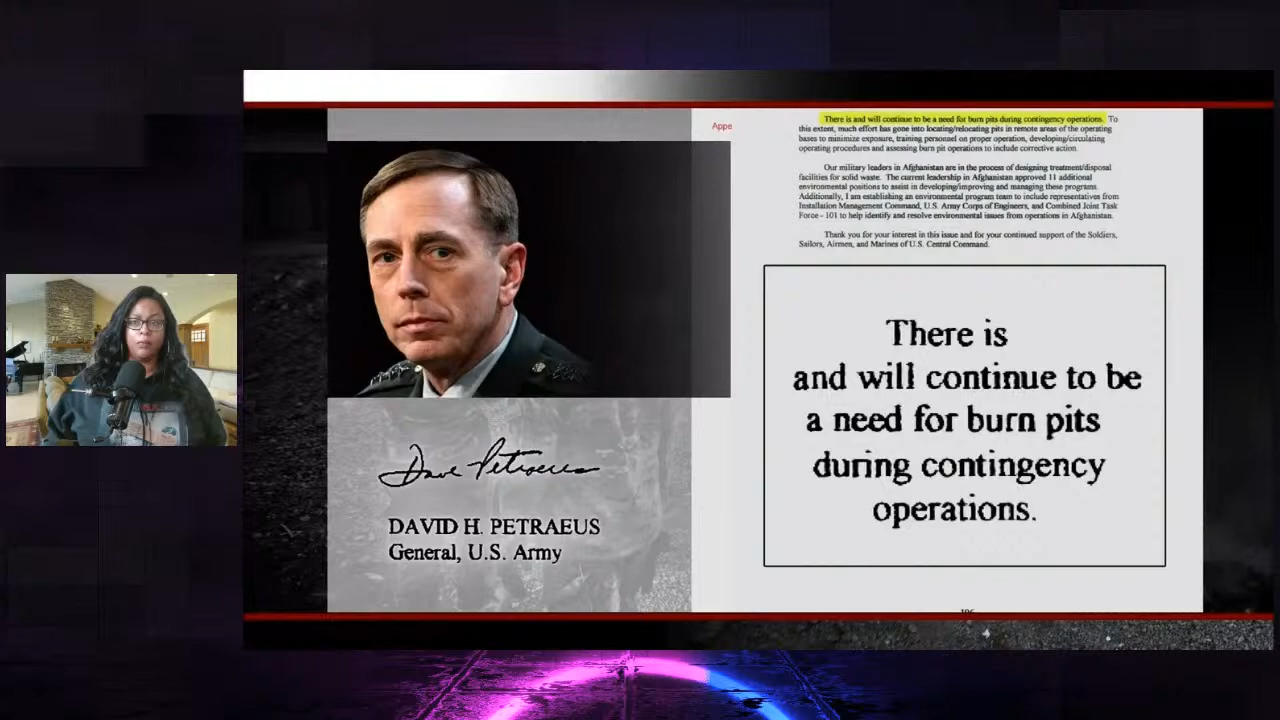 Appe
There is and will continue to be a need for burn pits during contingency operations. To
this extent, much effort has gone into locating/relocating pits in remote areas of the operating
bases to minimize exposure, training personnel on proper operation, developing/circulating
operating procedures and assessing burn pit operations to include corrective action.
Our military leaders in Afghanistan are in the process of designing treatment/disposal
facilities for solid waste. The current leadership in Afghanistan approved 11 additional
environmental positions to assist in developing/improving and managing these programs.
Additionally, I am establishing an environmental program team to include representatives from
Installation Management Command, U.S. Army Corps of Engineers, and Combined Joint Task
Force - 101 to help identify and resolve environmental issues from operations in Afghanistan.
Thank you for your interest in this issue and for your continued support of the Soldiers,
Sailors, Airmen, and Marines of U.S. Central Command.
There is
and will continue to be
a need for burn pits
during contingency
operations.
Dave Petraeus
DAVID H. PETRAEUS
General, U.S. Army